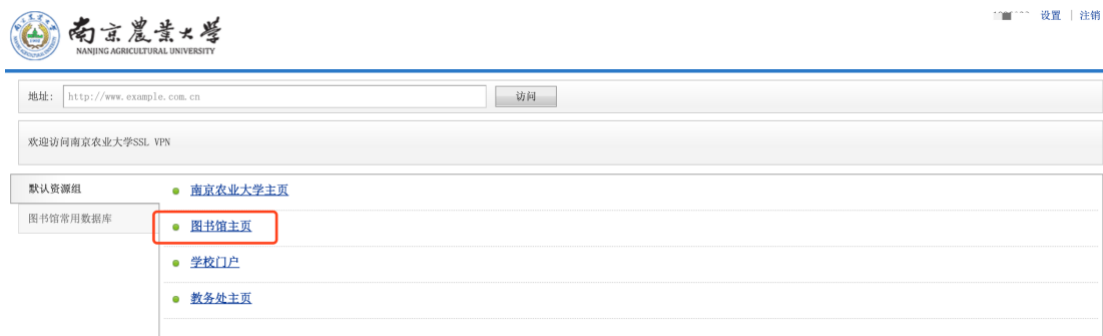 南京農業大學
NANJING AGRICULTURAL UNIVERSITY
设置 | 注销
地址: http://www.example.com.cn 访问
欢迎访问南京农业大学SSL VPN
默认资源组
图书馆常用数据库
南京农业大学主页
图书馆主页
学校门户
教务处主页